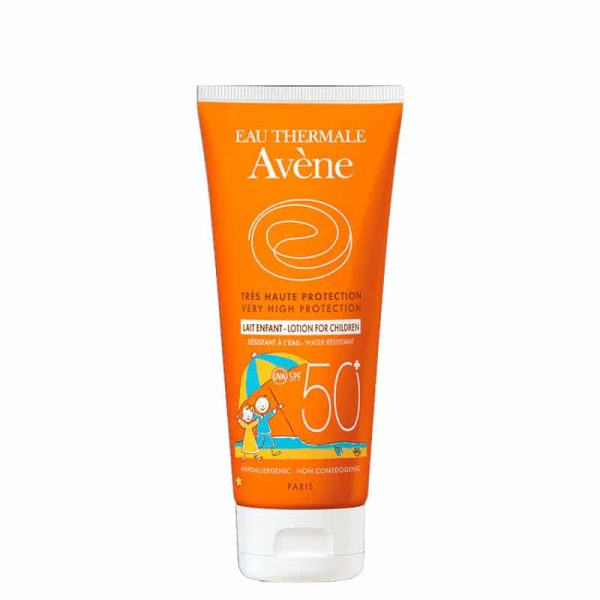 EAU THERMALE
Avène
TRÈS HAUTE PROTECTION
VERY HIGH PROTECTION
LAIT ENFANT - LOTION FOR CHILDREN
RÉSISTANT À L'EAU - WATER RESISTANT
UVA SPF 50+
HYPOALLERGENIC - NON COMEDOGENIC
PARIS